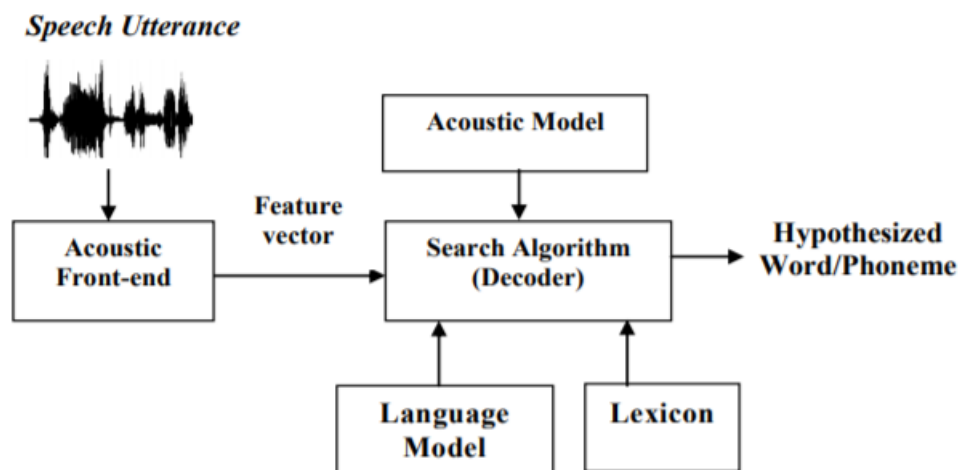 Speech Utterance
Acoustic Model
Feature
vector
Acoustic
Front-end
Search Algorithm
(Decoder)
Hypothesized
Word/Phoneme
Language
Model
Lexicon